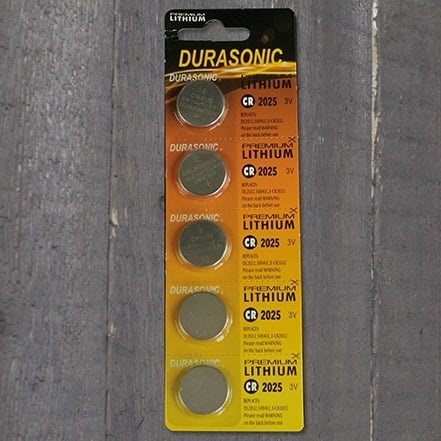 PREMIUM
LITHIUM
DURASONIC
DURASONIC
LITHIUM
CR 2025 3V
REPLACES:
Please read WARNING
on the back before use
DURASONIC
PREMIUM
LITHIUM
CR 2025 3V
REPLACES:
Please read WARNING
on the back before use
DURASONIC
PREMIUM
LITHIUM
CR 2025 3V
REPLACES:
Please read WARNING
on the back before use
DURASONIC
PREMIUM
LITHIUM
CR 2025 3V
REPLACES:
Please read WARNING
on the back before use
DURASONIC
PREMIUM
LITHIUM
CR 2025 3V
REPLACES:
Please read WARNING
on the back before use